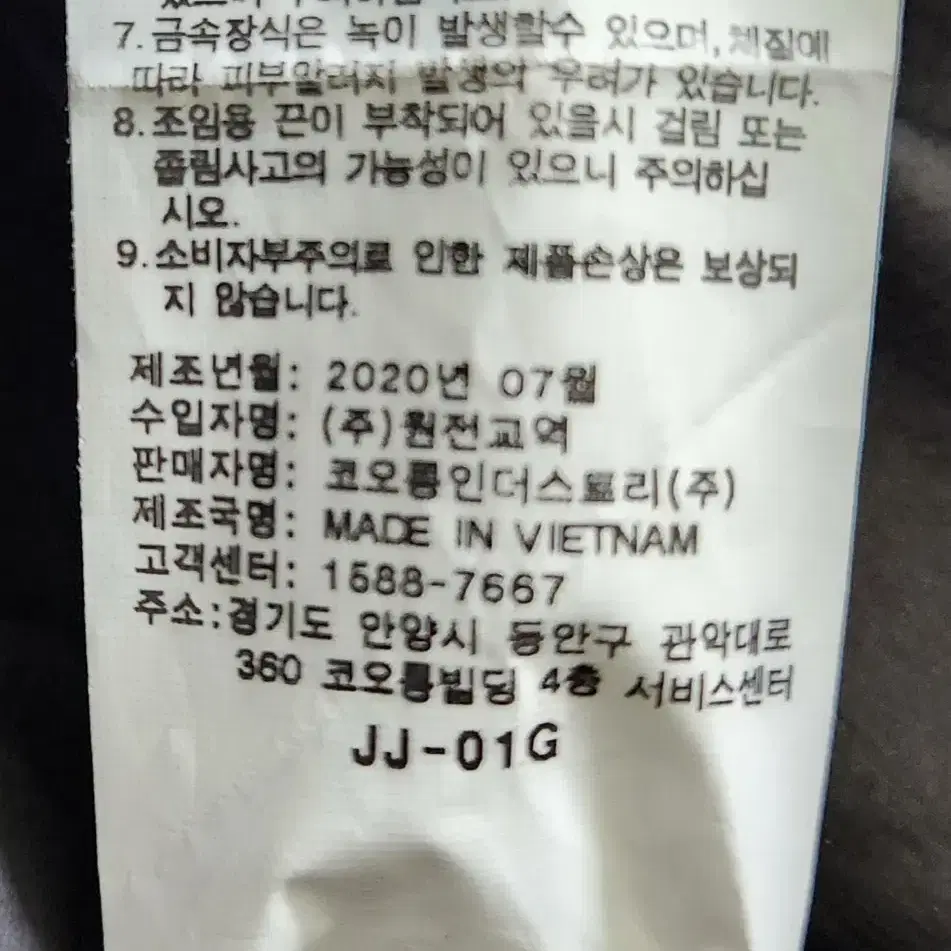 7. 금속장식은 녹이 발생할수 있으며, 체질에
따라 피부알러지 발생의 우려가 있습니다.
8. 조임용 끈이 부착되어 있을시 걸림 또는
졸림사고의 가능성이 있으니 주의하십
시오.
9. 소비자부주의로 인한 제품손상은 보상되
지 않습니다.
제조년월: 2020년 07월
수입자명: (주)원전교역
판매자명: 코오롱인더스트리(주)
제조국명: MADE IN VIETNAM
고객센터: 1588-7667
주소:경기도 안양시 동안구 관악대로
360 코오롱빌딩 4층 서비스센터
JJ-01G